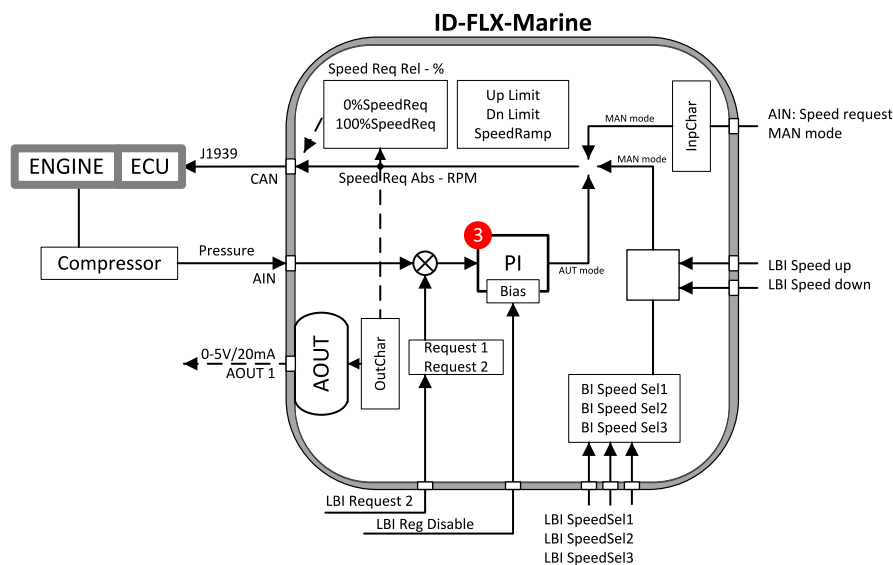 ID-FLX-Marine
Speed Req Rel - %
0%SpeedReq
100%SpeedReq
Up Limit
Dn Limit
SpeedRamp
MAN mode
InpChar
AIN: Speed request
MAN mode
ENGINE
ECU
J1939
CAN
Speed Req Abs - RPM
MAN mode
Compressor
Pressure
AIN
3
PI
Bias
AUT mode
LBI Speed up
LBI Speed down
0-5V/20mA
AOUT 1
AOUT
OutChar
Request 1
Request 2
BI Speed Sel1
BI Speed Sel2
BI Speed Sel3
LBI Request 2
LBI Reg Disable
LBI SpeedSel1
LBI SpeedSel2
LBI SpeedSel3